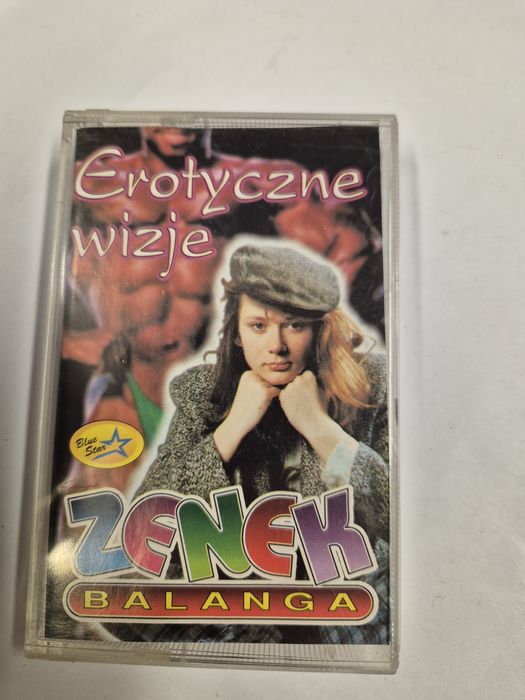 Erotyczne
wizje
Blue
Star
ZENEK
BALANGA